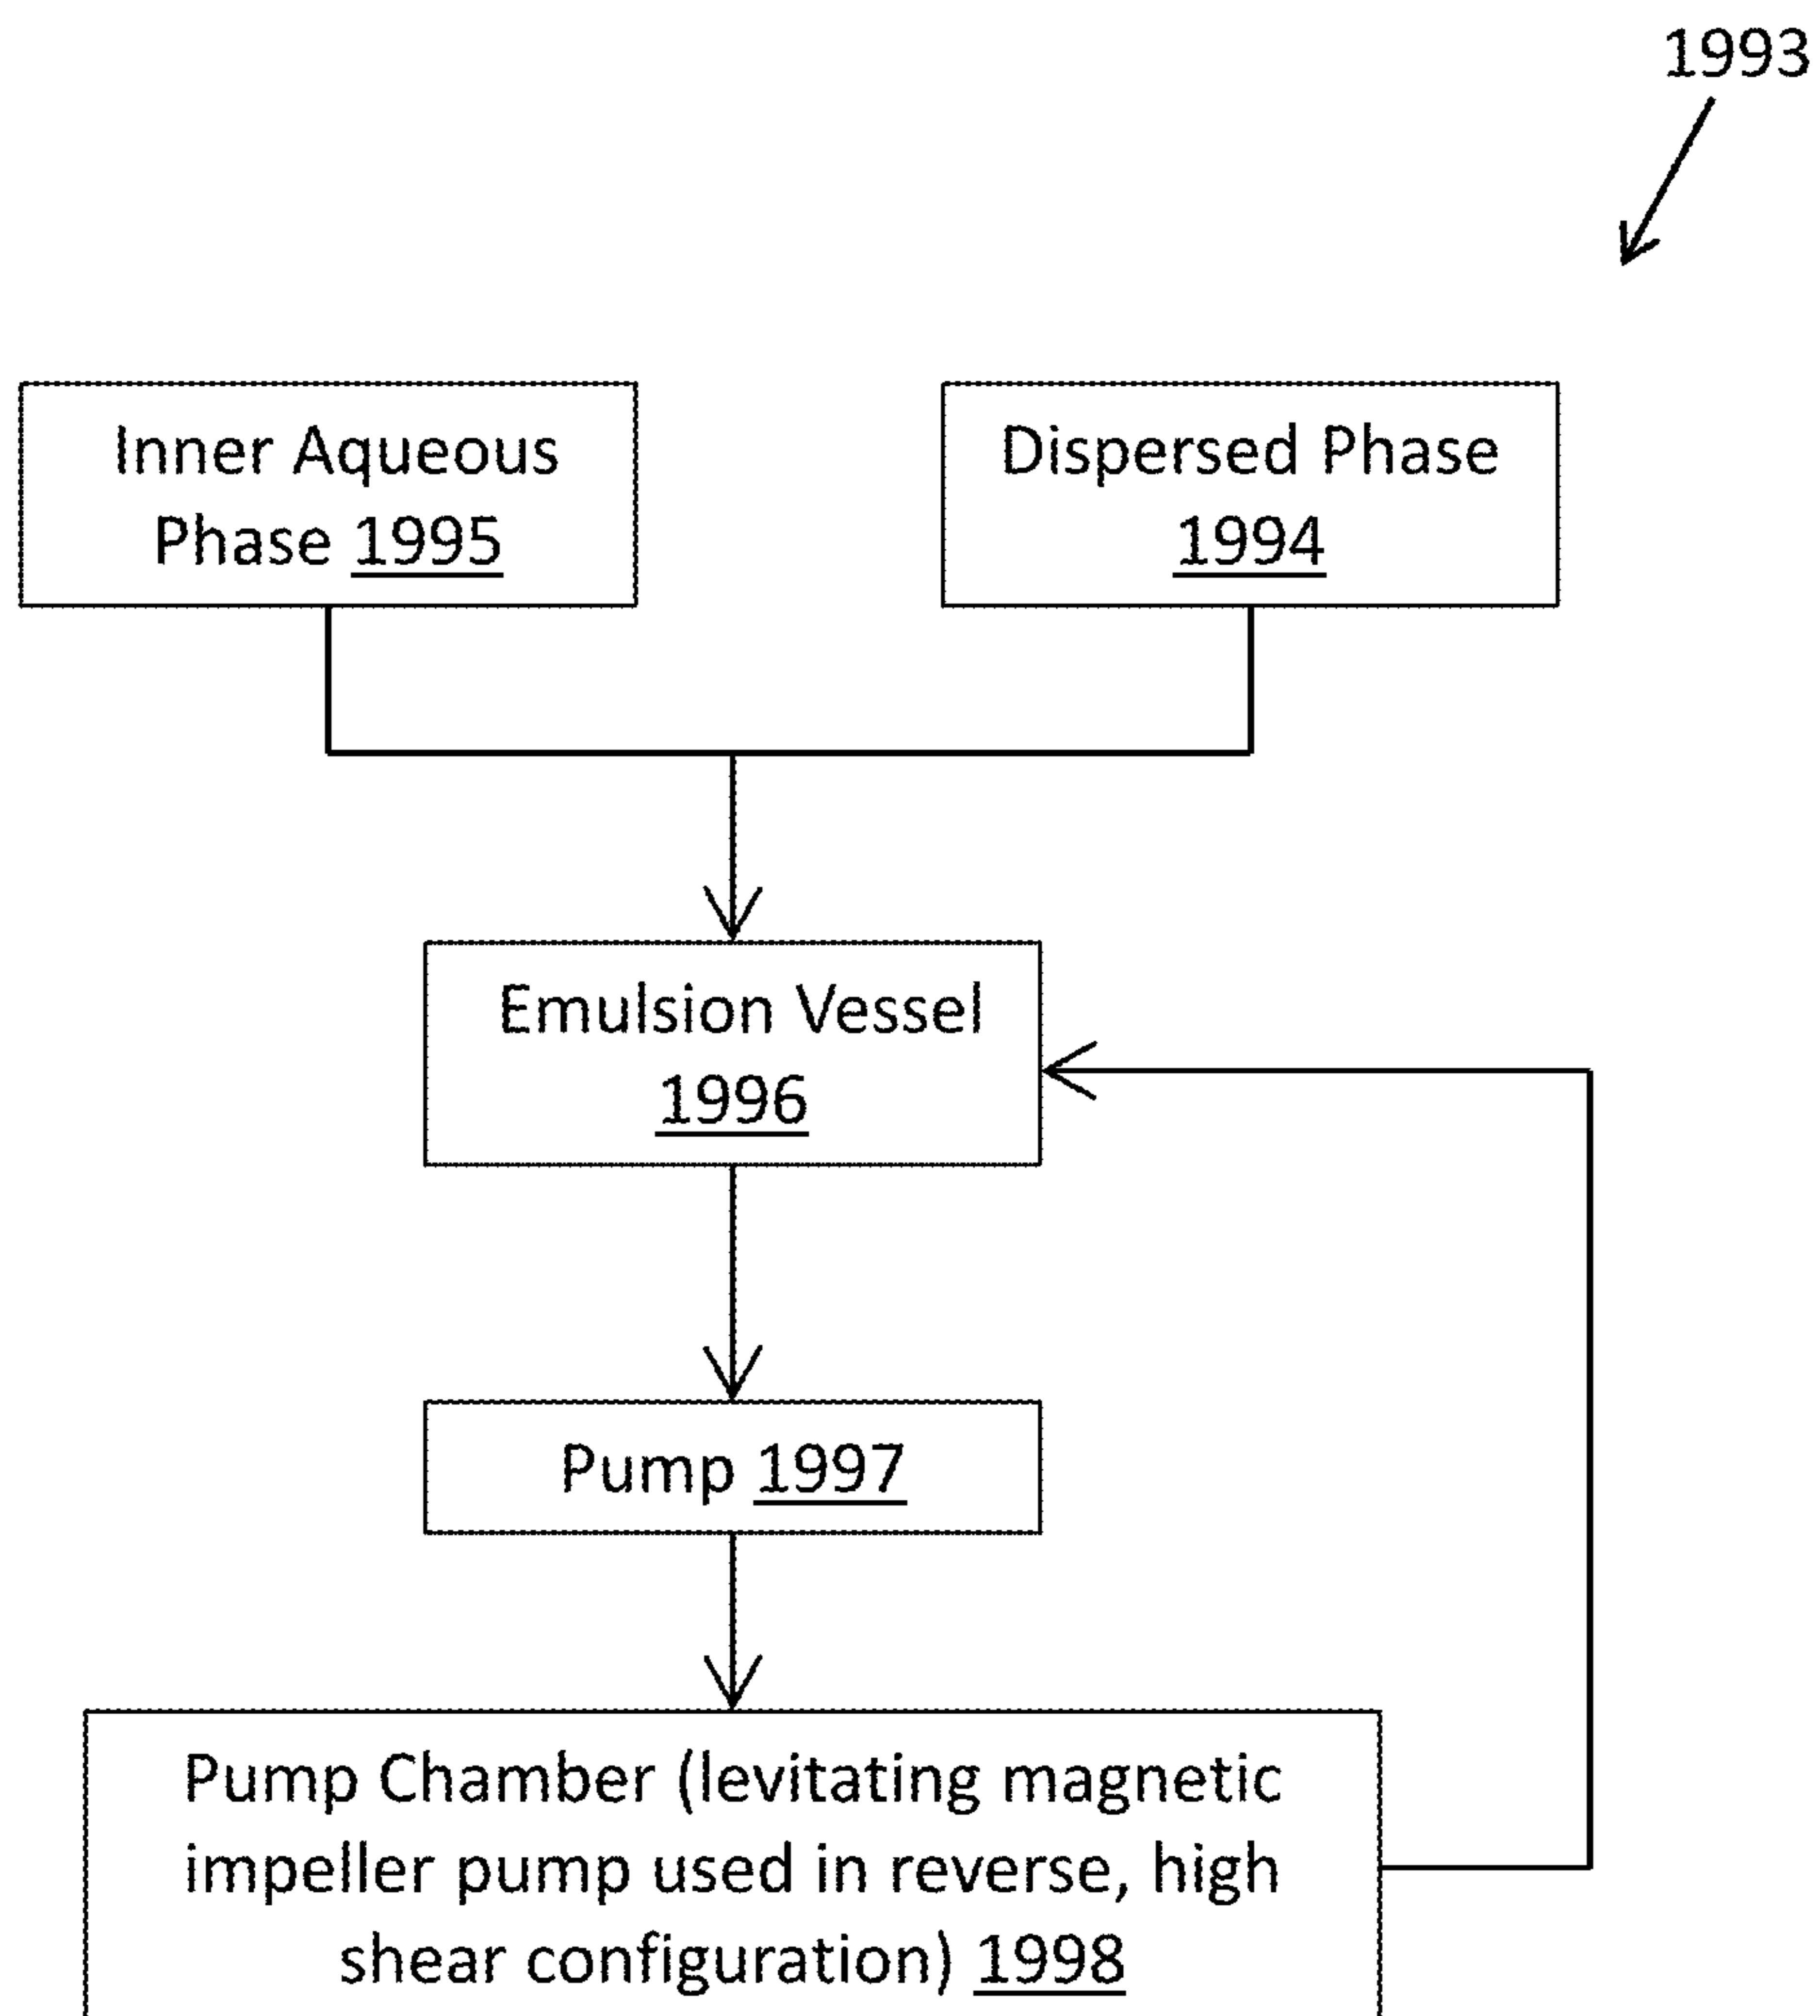 1993
Inner Aqueous
Phase 1995
Dispersed Phase
1994
Emulsion Vessel
1996
Pump 1997
Pump Chamber (levitating magnetic
impeller pump used in reverse, high
shear configuration) 1998